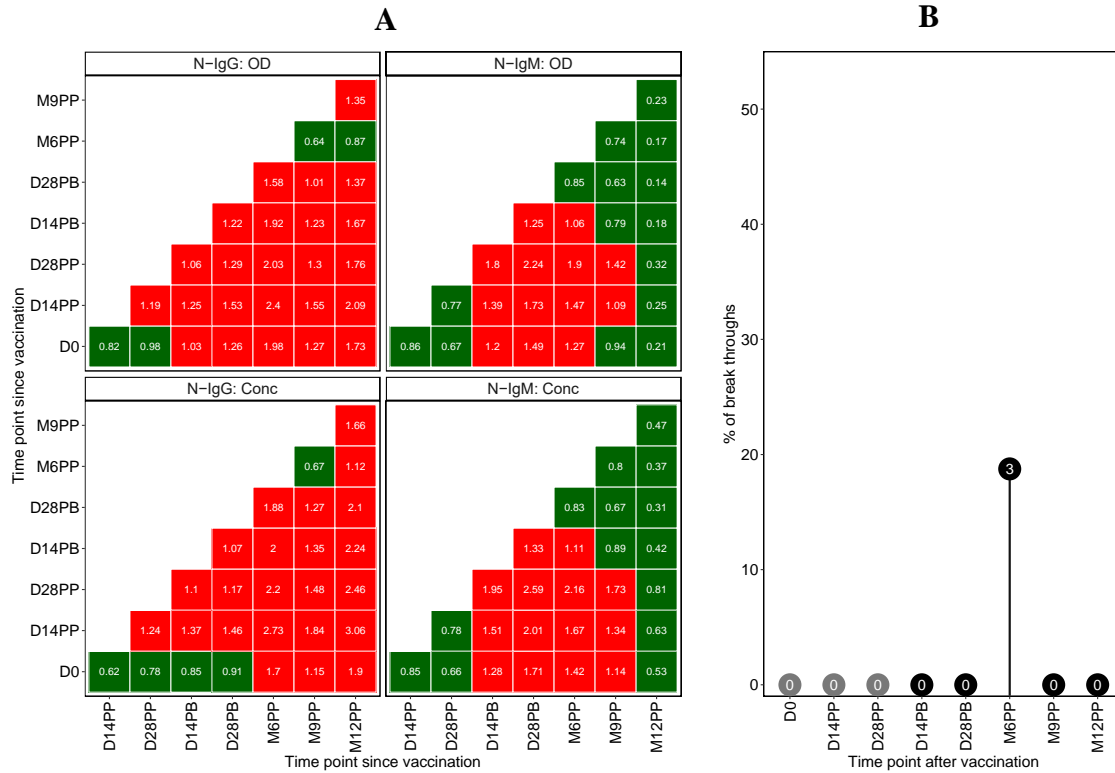 A
B
N−IgG: OD
N−IgM: OD
M9PP 1.35 0.23
M6PP 0.64 0.87 0.74 0.17
D28PB 1.58 1.01 1.37 0.85 0.63 0.14
D14PB 1.22 1.92 1.23 1.67 1.25 1.06 0.79 0.18
D28PP 1.06 1.29 2.03 1.3 1.76 1.8 2.24 1.9 1.42 0.32
D14PP 1.19 1.25 1.53 2.4 1.55 2.09 0.77 1.39 1.73 1.47 1.09 0.25
D0 0.82 0.98 1.03 1.26 1.98 1.27 1.73 0.86 0.67 1.2 1.49 1.27 0.94 0.21
N−IgG: Conc
N−IgM: Conc
M9PP 1.66 0.47
M6PP 0.67 1.12 0.8 0.37
D28PB 1.88 1.27 2.1 0.83 0.67 0.31
D14PB 1.07 2 1.35 2.24 1.33 1.11 0.89 0.42
D28PP 1.1 1.17 2.2 1.48 2.46 1.95 2.59 2.16 1.73 0.81
D14PP 1.24 1.37 1.46 2.73 1.84 3.06 0.78 1.51 2.01 1.67 1.34 0.63
D0 0.62 0.78 0.85 0.91 1.7 1.15 1.9 0.85 0.66 1.28 1.71 1.42 1.14 0.53
D14PP D28PP D14PB D28PB M6PP M9PP M12PP D14PP D28PP D14PB D28PB M6PP M9PP M12PP
Time point since vaccination
Time point since vaccination
50
40
30
20
10
0
% of break throughs
0 0 0 0 0 3 0 0
D0 D14PP D28PP D14PB D28PB M6PP M9PP M12PP
Time point after vaccination